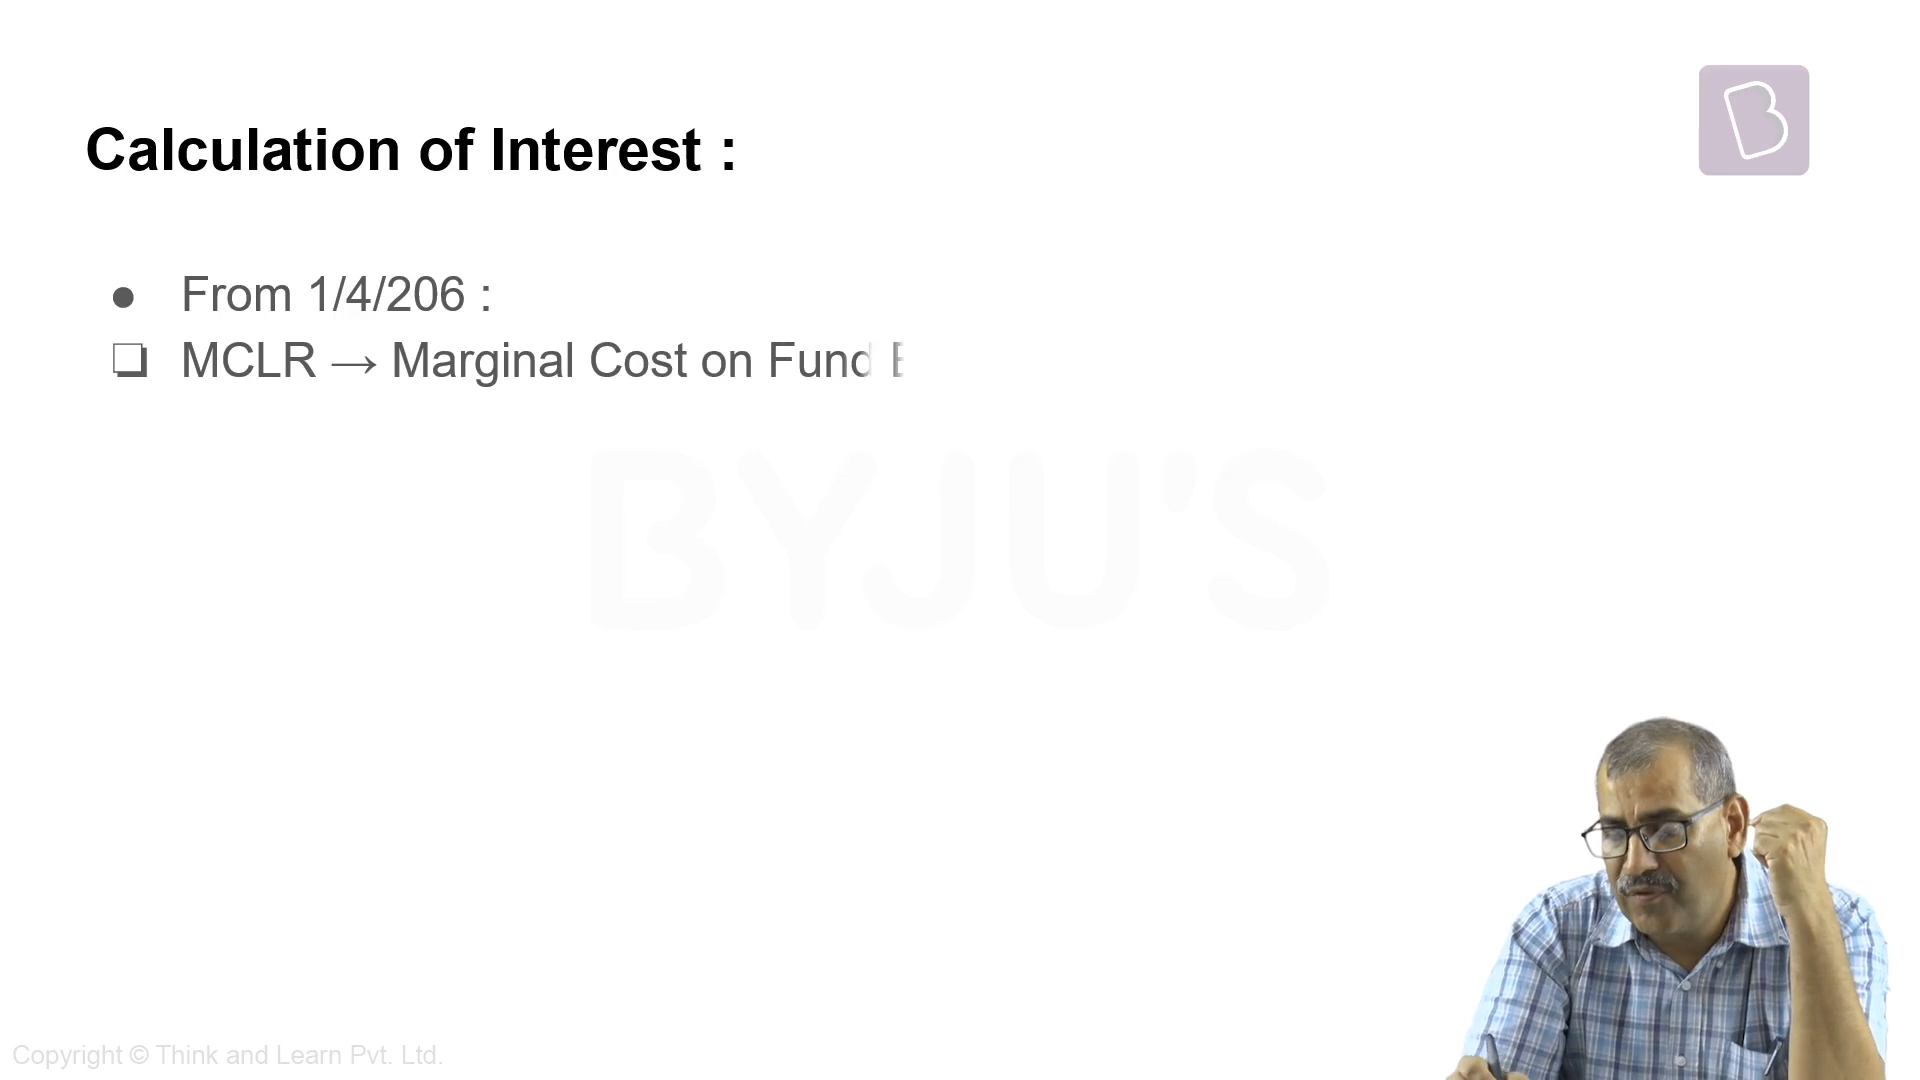 Calculation of Interest :
● From 1/4/206 :
❏ MCLR → Marginal Cost on Fund
BYJU'S
Copyright © Think and Learn Pvt. Ltd.